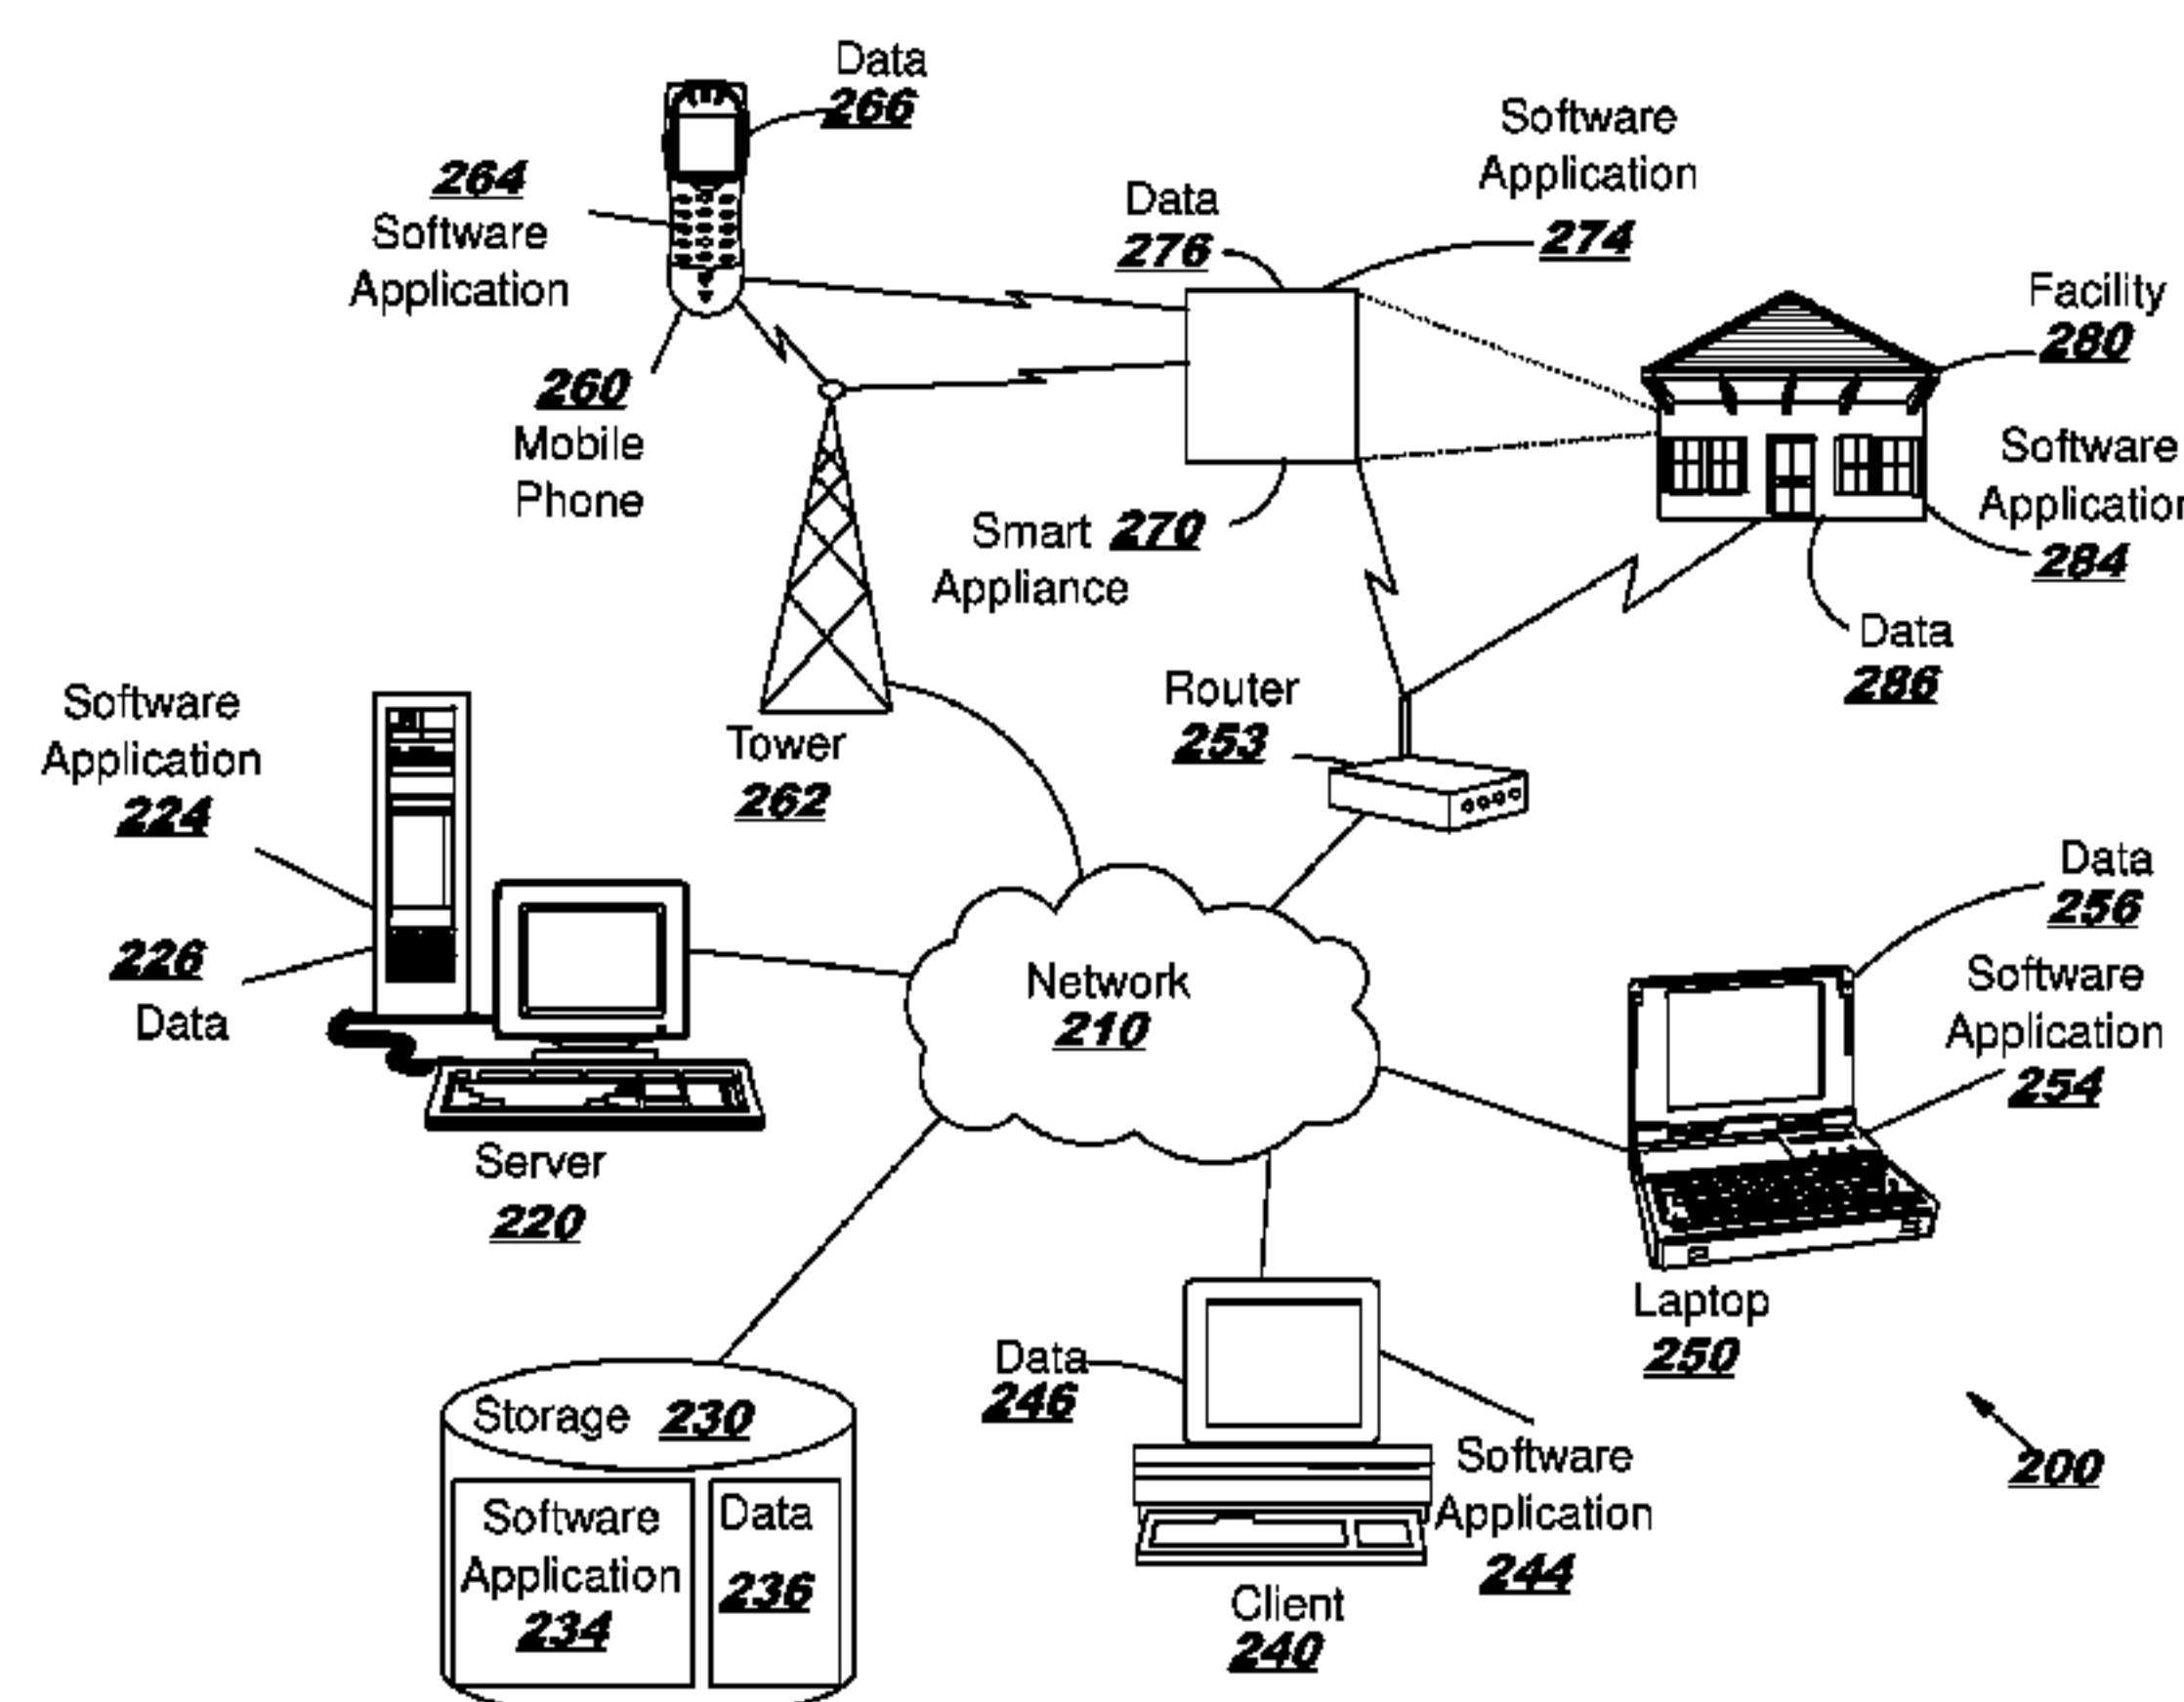 Data
266
264
Software
Application
260
Mobile
Phone
Data
276
Software
Application
274
Facility
280
Software
Application
284
Data
286
Smart 270
Appliance
Router
253
Tower
262
Software
Application
224
226
Data
Server
220
Network
210
Data
256
Software
Application
254
Laptop
250
Storage 230
Software
Application
234
Data
236
Data
246
Software
Application
244
Client
240
200